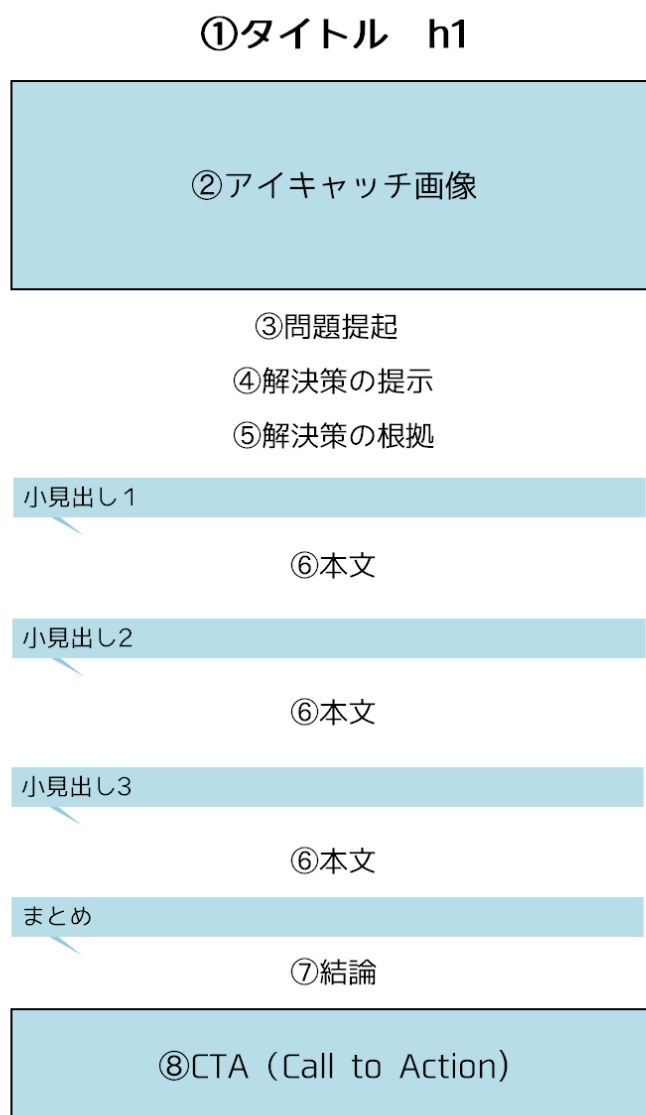 ①タイトル　h1
②アイキャッチ画像
③問題提起
④解決策の提示
⑤解決策の根拠
小見出し１
⑥本文
小見出し2
⑥本文
小見出し3
⑥本文
まとめ
⑦結論
⑧CTA（Call to Action）